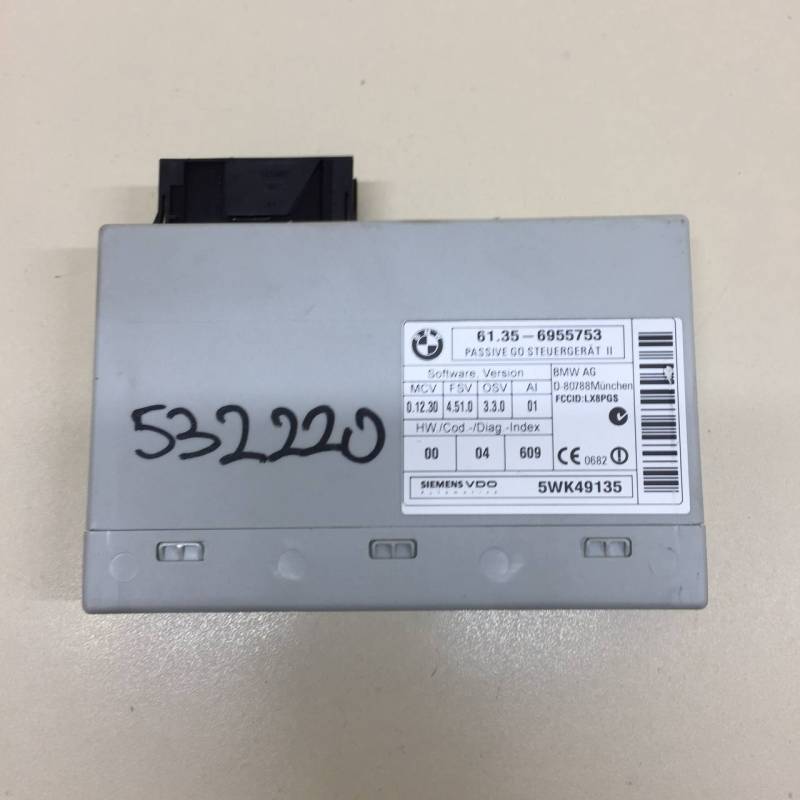 532220
BMW
61.35-6955753
PASSIVE GO STEUERGERÄT II
Software. Version
MCV FSV OSV AI
0.12.30 4.51.0 3.3.0 01
HW./Cod.-/Diag.-Index
00 04 609
BMW AG
D-80788München
FCCID:LX8PGS
CE 0682
SIEMENS VDO
Automotive
5WK49135